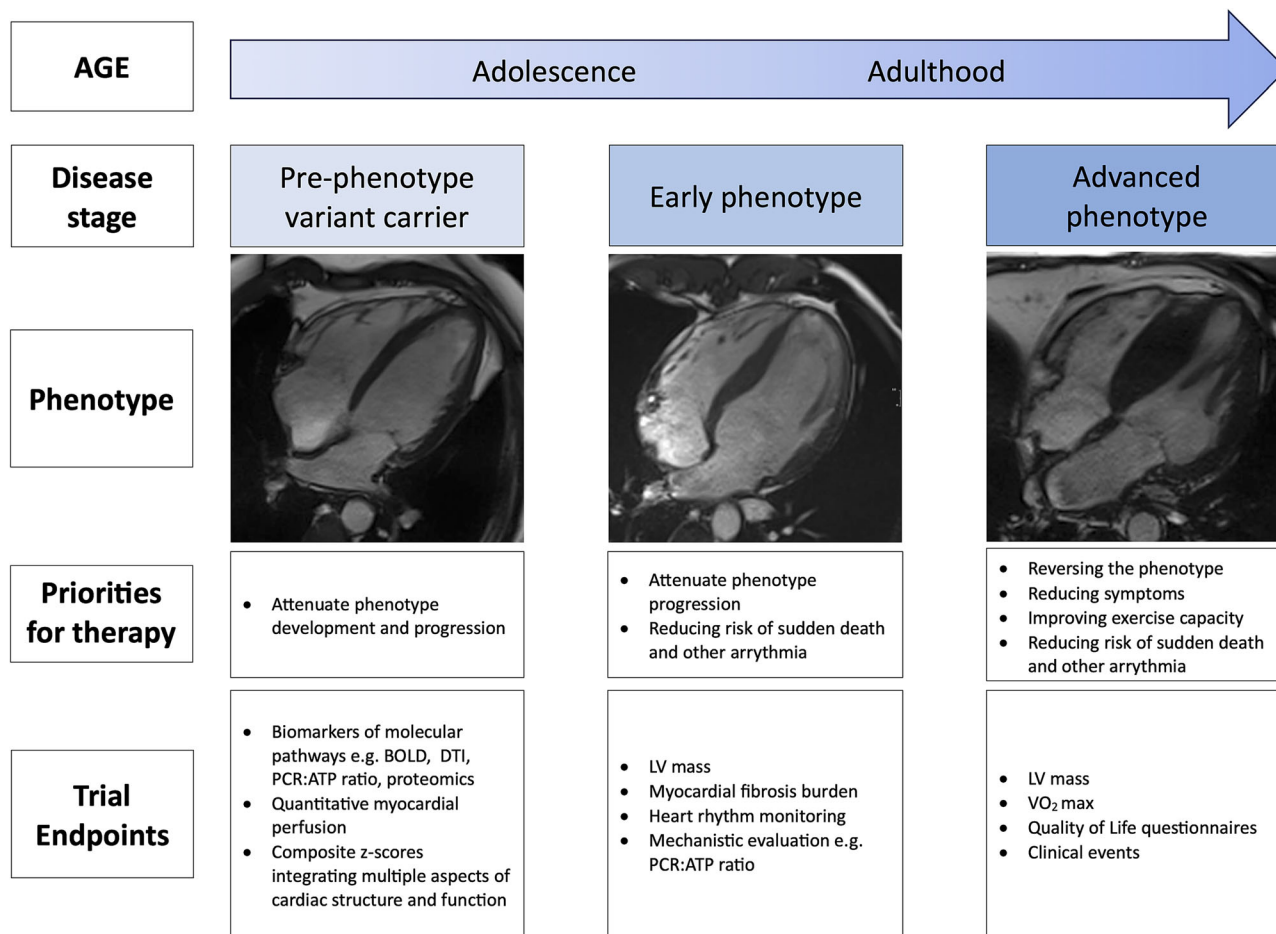 AGE
Adolescence
Adulthood
Disease
stage
Pre-phenotype
variant carrier
Early phenotype
Advanced
phenotype
Phenotype
Priorities
for therapy
• Attenuate phenotype
development and progression
• Attenuate phenotype
progression
• Reducing risk of sudden death
and other arrythmia
• Reversing the phenotype
• Reducing symptoms
• Improving exercise capacity
• Reducing risk of sudden death
and other arrythmia
Trial
Endpoints
• Biomarkers of molecular
pathways e.g. BOLD, DTI,
PCR:ATP ratio, proteomics
• Quantitative myocardial
perfusion
• Composite z-scores
integrating multiple aspects of
cardiac structure and function
• LV mass
• Myocardial fibrosis burden
• Heart rhythm monitoring
• Mechanistic evaluation e.g.
PCR:ATP ratio
• LV mass
• VO₂ max
• Quality of Life questionnaires
• Clinical events